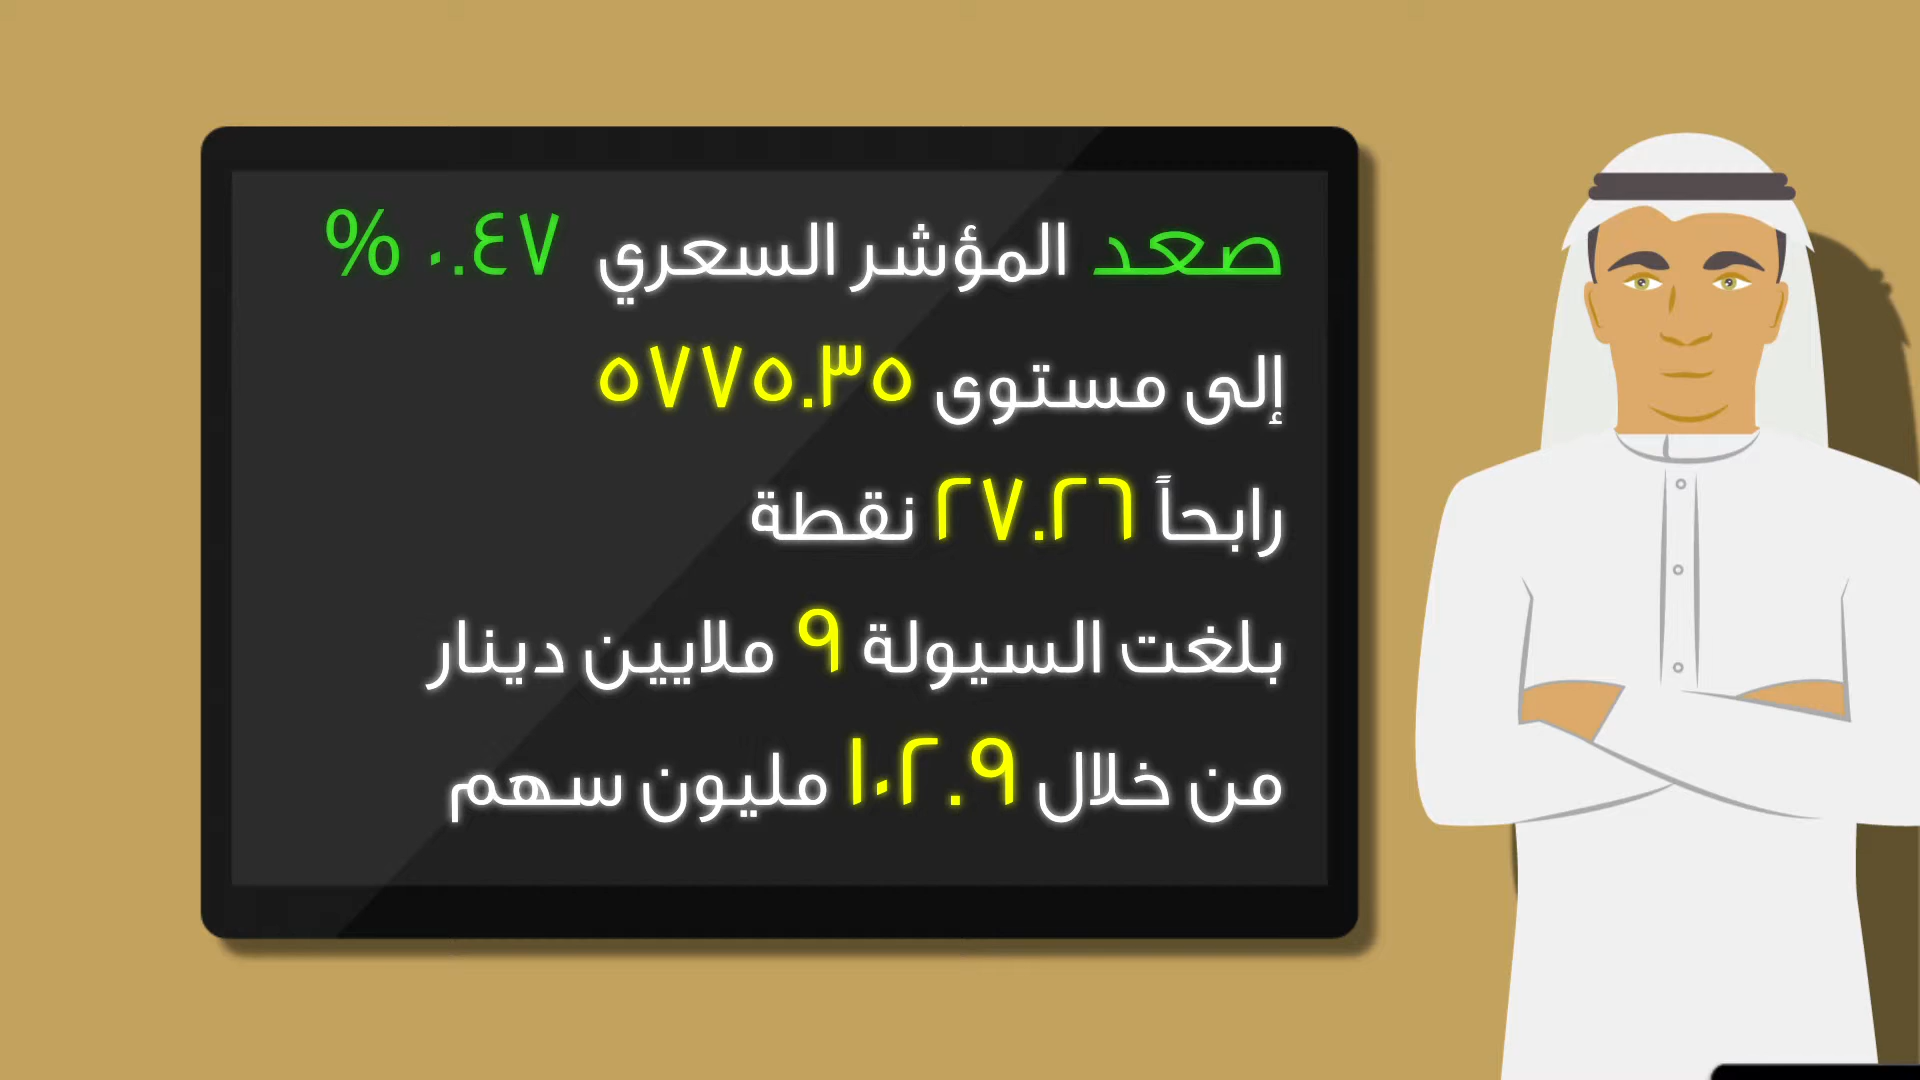 صعد المؤشر السعري ٠.٤٧ %
إلى مستوى ٥٧٧٥.٣٥
رابحاً ٢٧.٢٦ نقطة
بلغت السيولة ٩ ملايين دينار
من خلال ١٠٢.٩ مليون سهم